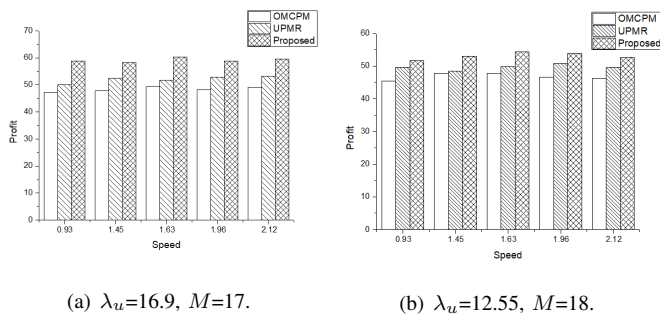 OMCPM
UPMR
Proposed
70
60
50
40
30
20
10
0
Profit
0.93 1.45 1.63 1.96 2.12
Speed
(a) λu=16.9, M=17.
OMCPM
UPMR
Proposed
60
50
40
30
20
10
0
Profit
0.93 1.45 1.63 1.96 2.12
Speed
(b) λu=12.55, M=18.